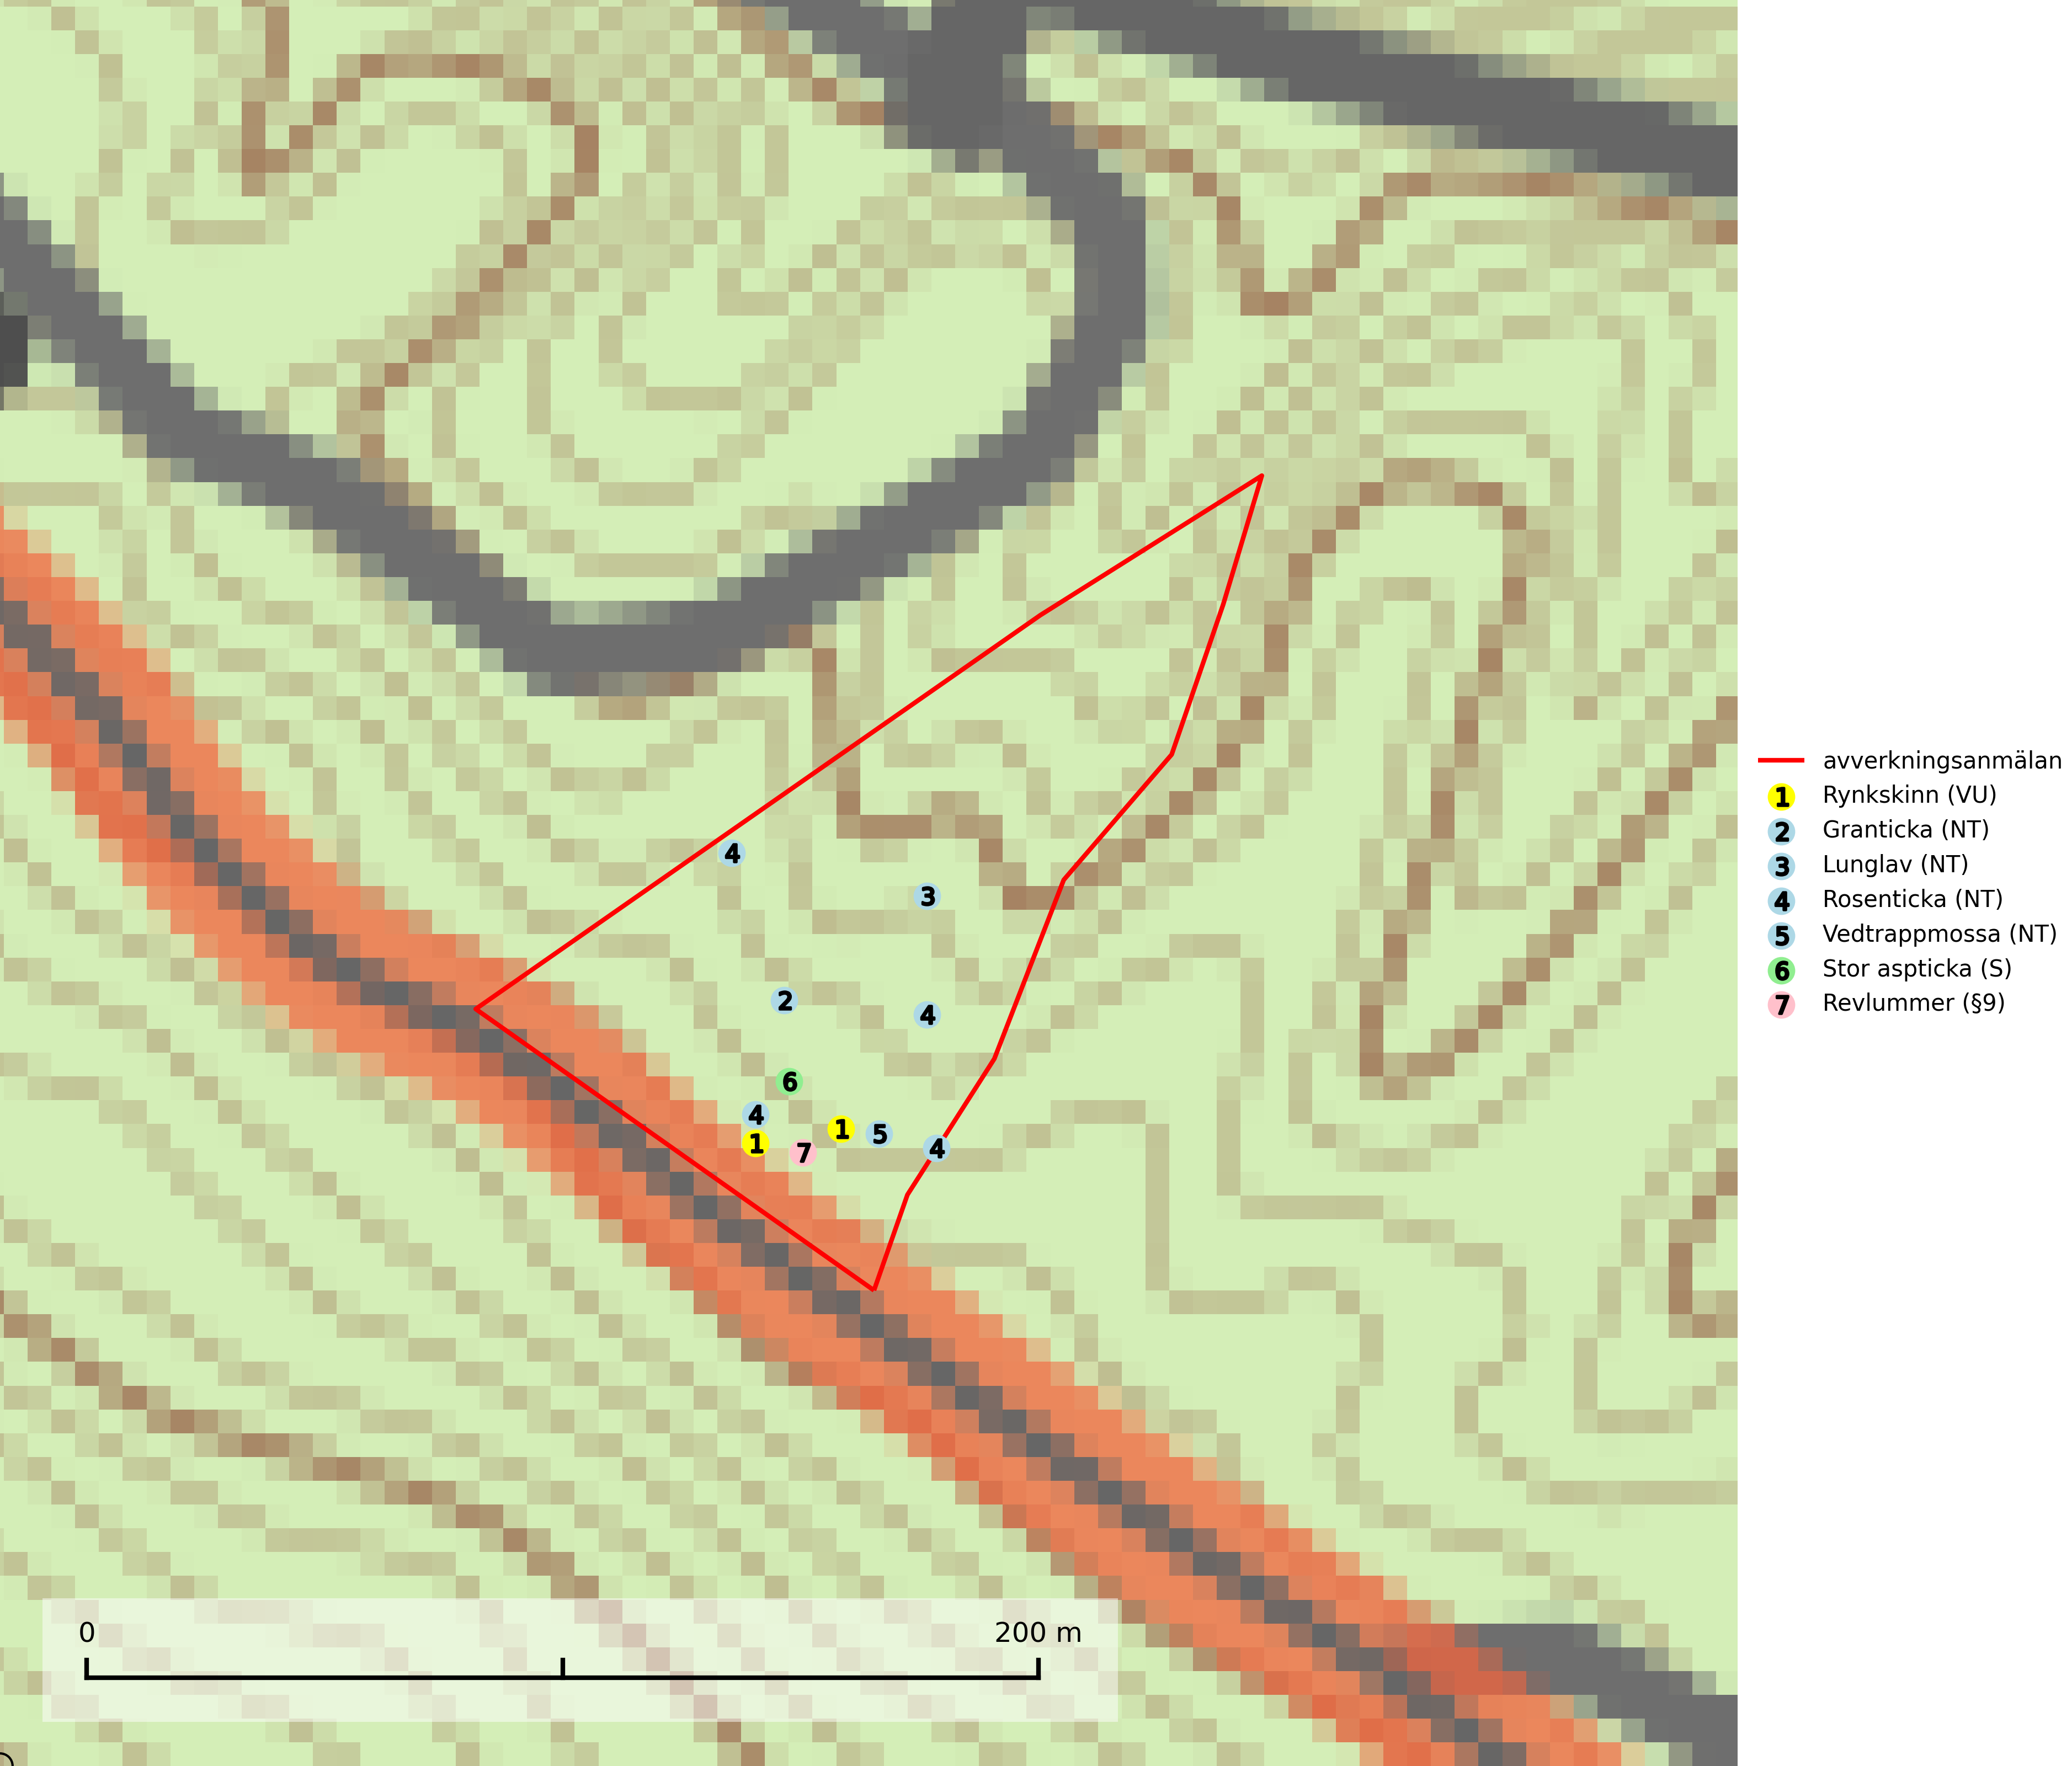 4
3
2
4
6
4
1
5
1
7
4
0
200 m
avverkningsanmälan
1 Rynkskinn (VU)
2 Granticka (NT)
3 Lunglav (NT)
4 Rosenticka (NT)
5 Vedtrappmossa (NT)
6 Stor aspticka (S)
7 Revlummer (§9)